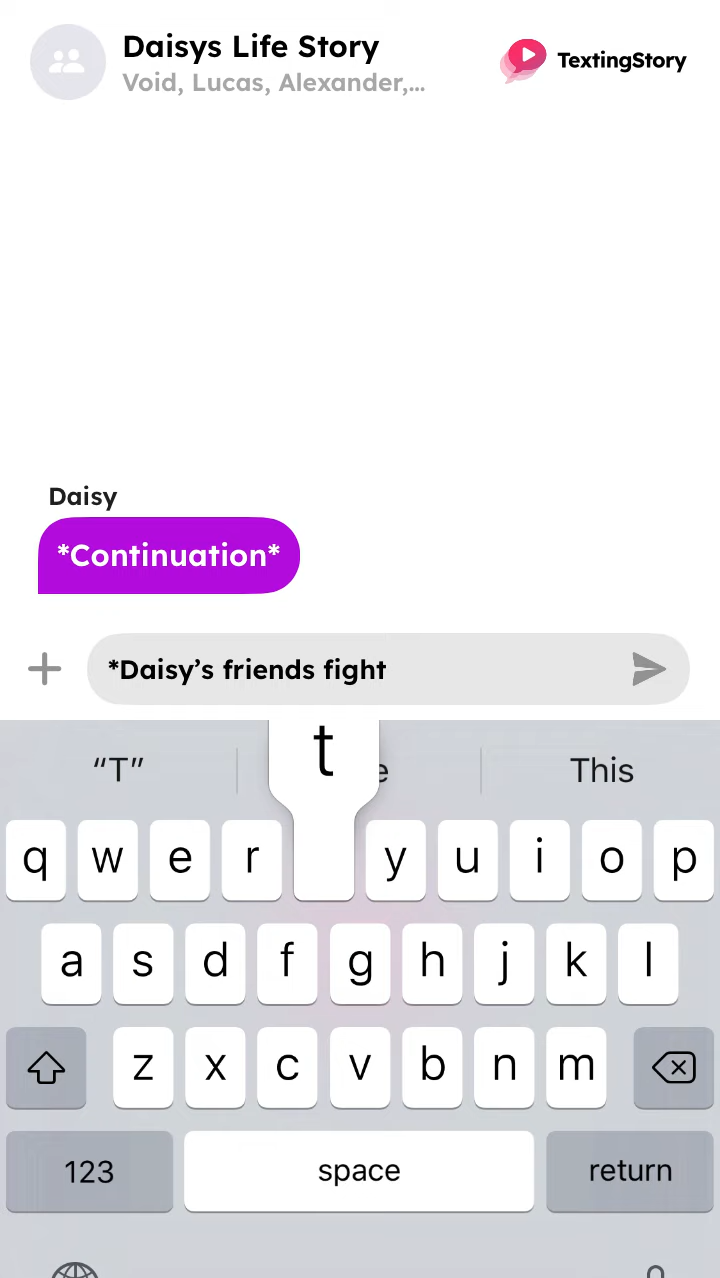 Daisys Life Story
Void, Lucas, Alexander,...
TextingStory
Daisy
*Continuation*
*Daisy’s friends fight
“T” e This
t
q w e r y u i o p
a s d f g h j k l
z x c v b n m
123 space return